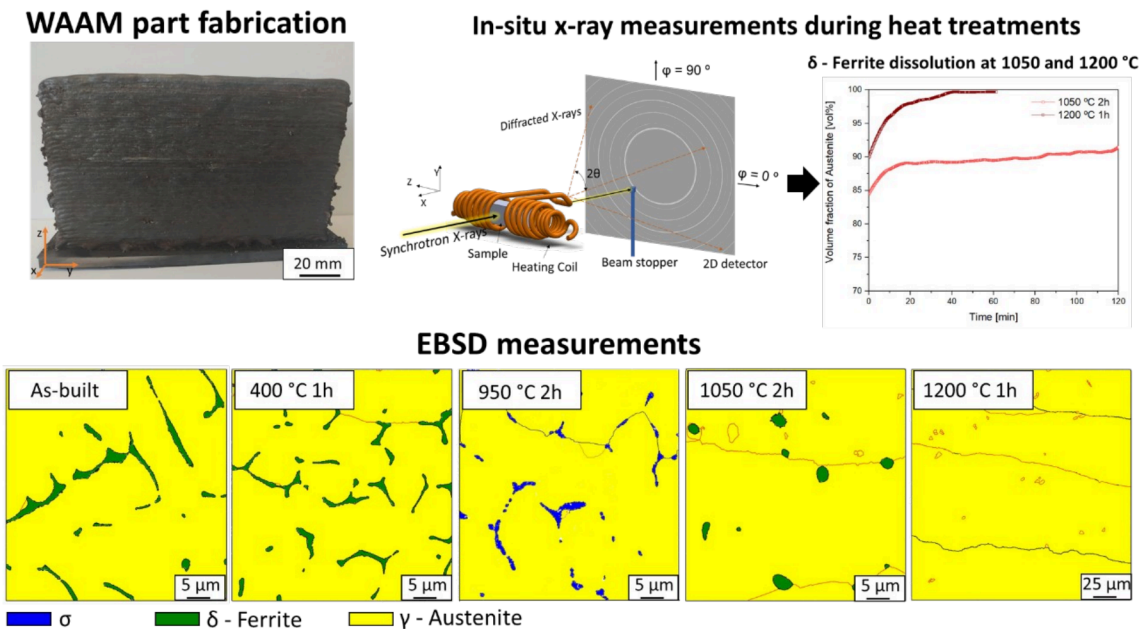 WAAM part fabrication
In-situ x-ray measurements during heat treatments
z
x
y
20 mm
φ = 90 º
Diffracted X-rays
2θ
φ = 0 º
Y
Z
X
Synchrotron X-rays
Sample
Heating Coil
Beam stopper
2D detector
δ - Ferrite dissolution at 1050 and 1200 °C
Volume fraction of Austenite [vol%]
100
95
90
85
80
75
70
1050 ºC 2h
1200 ºC 1h
0 20 40 60 80 100 120
Time [min]
EBSD measurements
As-built
5 µm
400 °C 1h
5 µm
950 °C 2h
5 µm
1050 °C 2h
5 µm
1200 °C 1h
25 µm
σ
δ - Ferrite
γ - Austenite